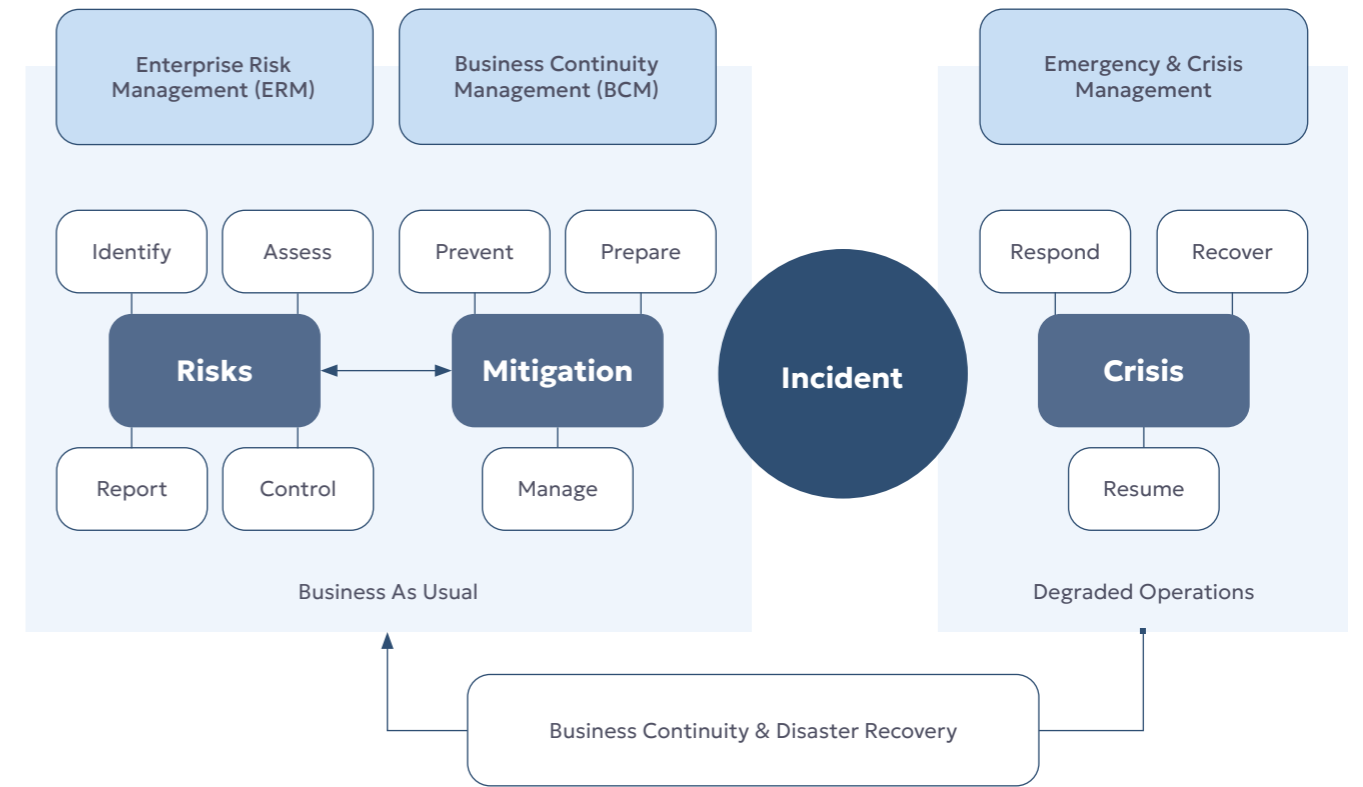 Enterprise Risk
Management (ERM)
Business Continuity
Management (BCM)
Emergency & Crisis
Management
Identify
Assess
Prevent
Prepare
Respond
Recover
Risks
Mitigation
Incident
Crisis
Report
Control
Manage
Resume
Business As Usual
Degraded Operations
Business Continuity & Disaster Recovery